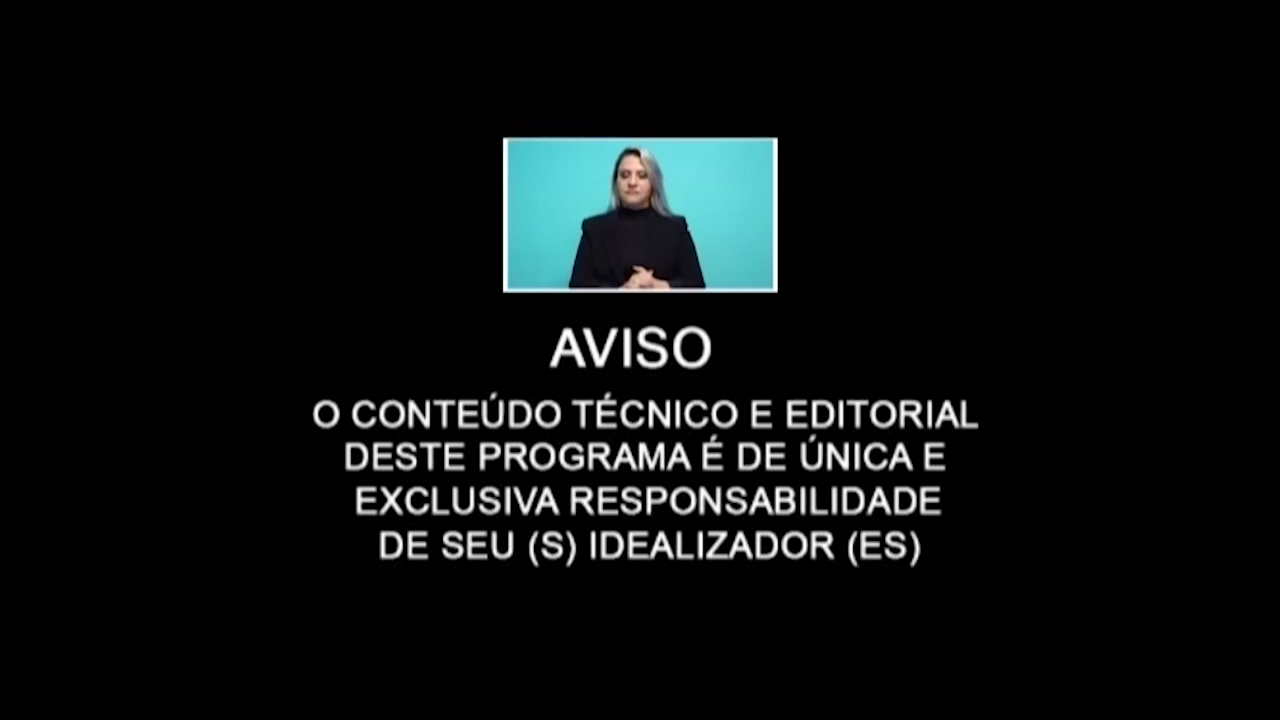 AVISO
O CONTEÚDO TÉCNICO E EDITORIAL
DESTE PROGRAMA É DE ÚNICA E
EXCLUSIVA RESPONSABILIDADE
DE SEU (S) IDEALIZADOR (ES)